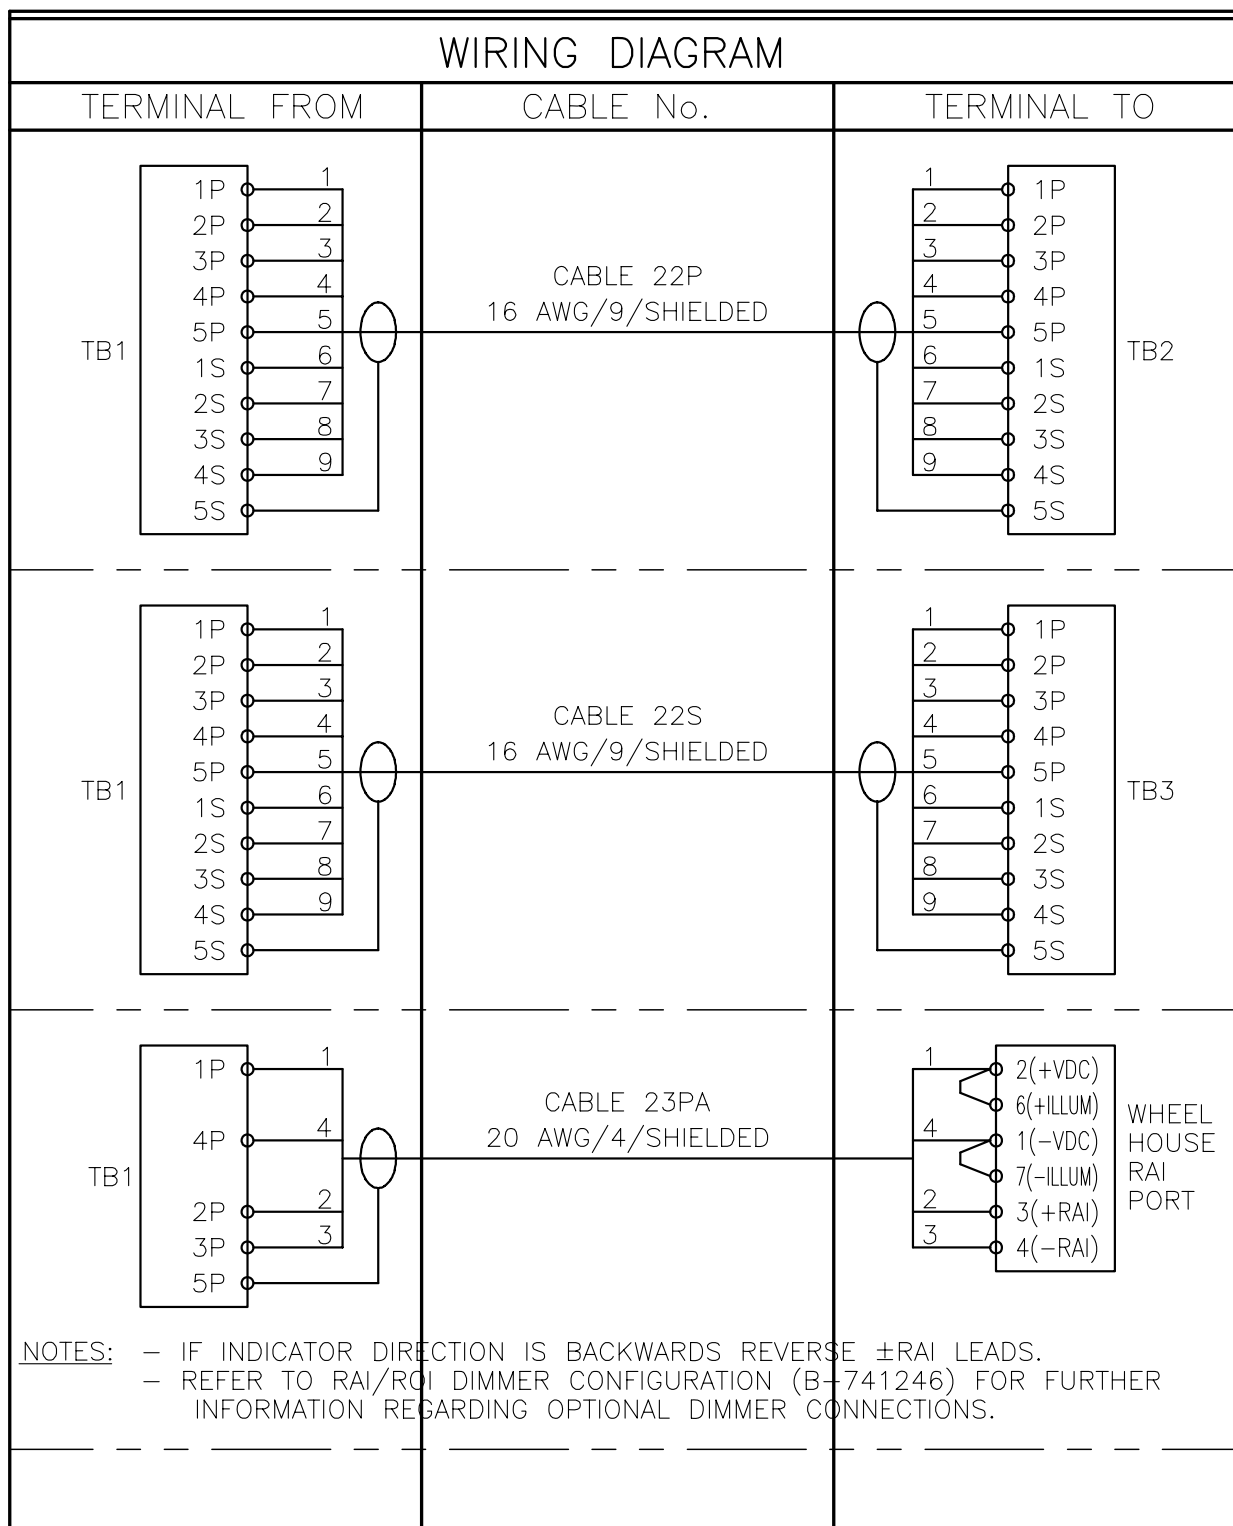 WIRING DIAGRAM
TERMINAL FROM
CABLE No.
TERMINAL TO
TB1
1P 1
2P 2
3P 3
4P 4
5P 5
1S 6
2S 7
3S 8
4S 9
5S
CABLE 22P
16 AWG/9/SHIELDED
1 1P
2 2P
3 3P
4 4P
5 5P
6 1S
7 2S
8 3S
9 4S
5S
TB2
TB1
1P 1
2P 2
3P 3
4P 4
5P 5
1S 6
2S 7
3S 8
4S 9
5S
CABLE 22S
16 AWG/9/SHIELDED
1 1P
2 2P
3 3P
4 4P
5 5P
6 1S
7 2S
8 3S
9 4S
5S
TB3
TB1
1P 1
4P 4
2P 2
3P 3
5P
CABLE 23PA
20 AWG/4/SHIELDED
1 2(+VDC)
6(+ILLUM)
4 1(−VDC)
7(−ILLUM)
2 3(+RAI)
3 4(−RAI)
WHEEL
HOUSE
RAI
PORT
NOTES: − IF INDICATOR DIRECTION IS BACKWARDS REVERSE ±RAI LEADS.
− REFER TO RAI/ROI DIMMER CONFIGURATION (B−741246) FOR FURTHER
INFORMATION REGARDING OPTIONAL DIMMER CONNECTIONS.